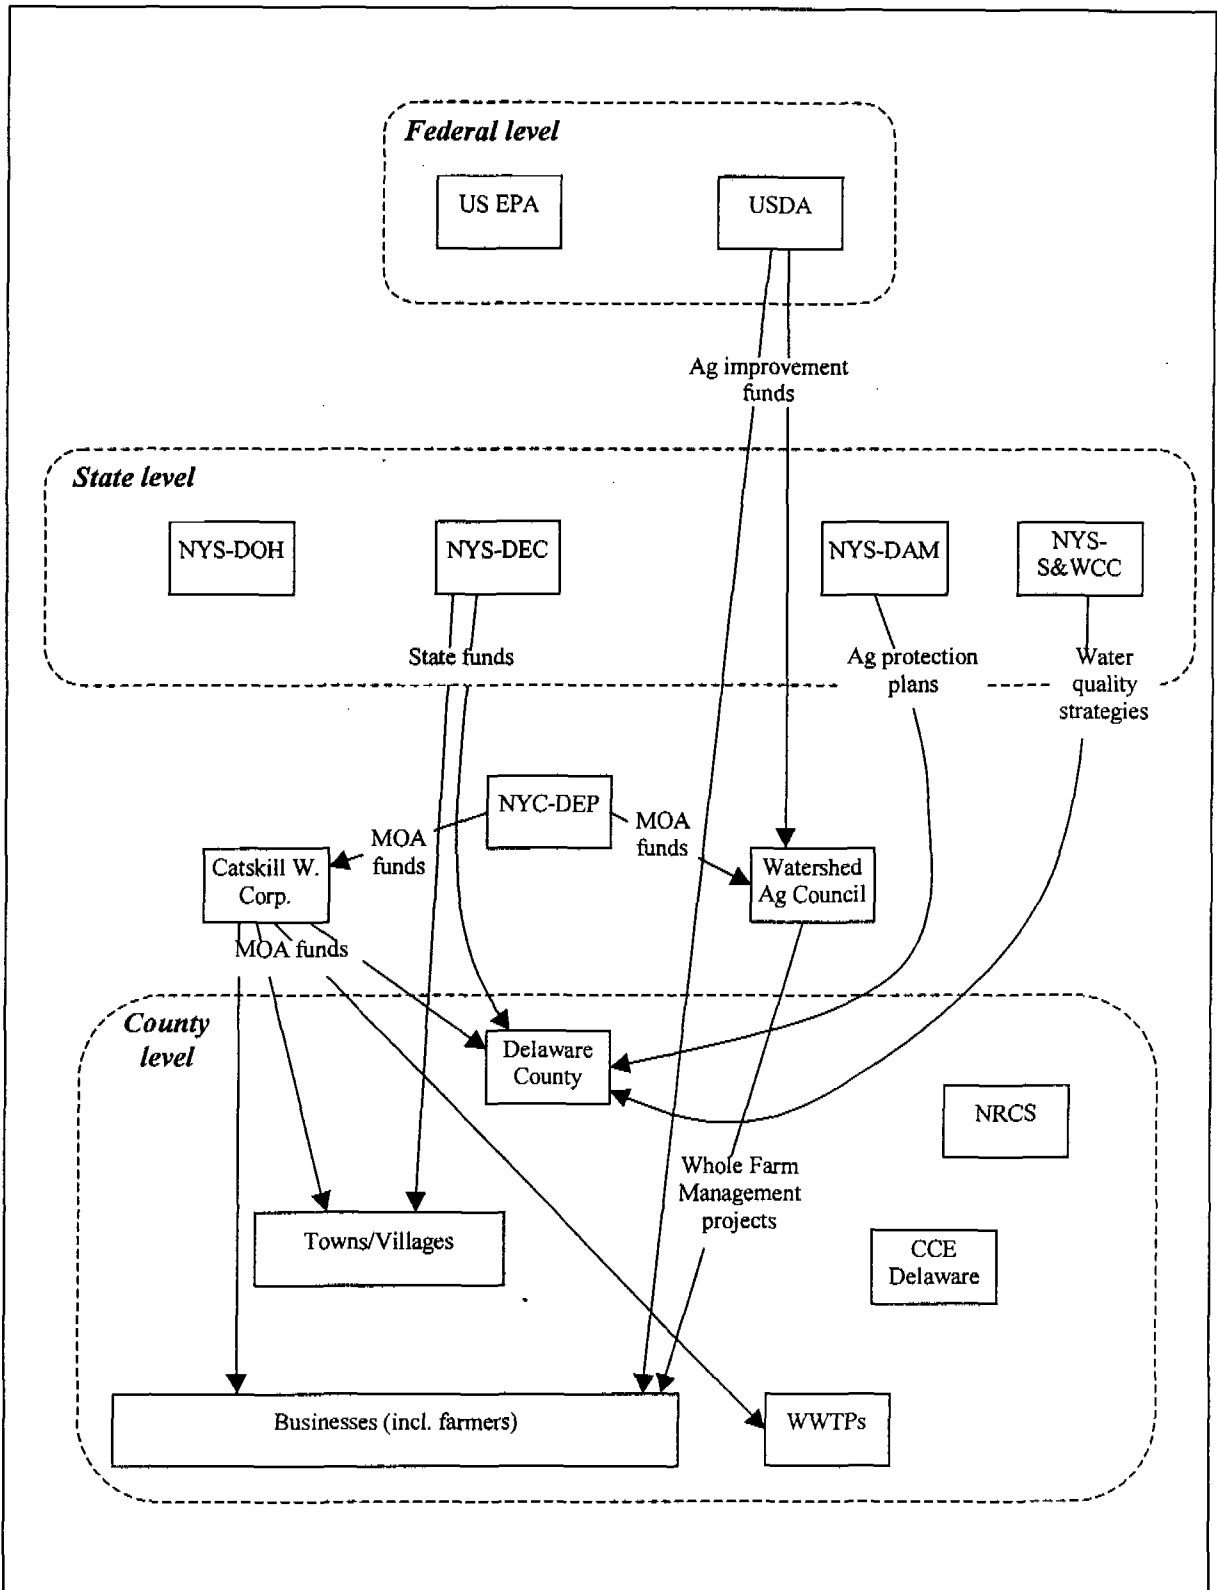 Federal level
US EPA
USDA
Ag improvement
funds
State level
NYS-DOH
NYS-DEC
NYS-DAM
NYS-
S&WCC
State funds
Ag protection
plans
Water
quality
strategies
NYC-DEP
MOA
funds
MOA
funds
Catskill W.
Corp.
Watershed
Ag Council
MOA funds
County
level
Delaware
County
NRCS
Whole Farm
Management
projects
Towns/Villages
CCE
Delaware
Businesses (incl. farmers)
WWTPs